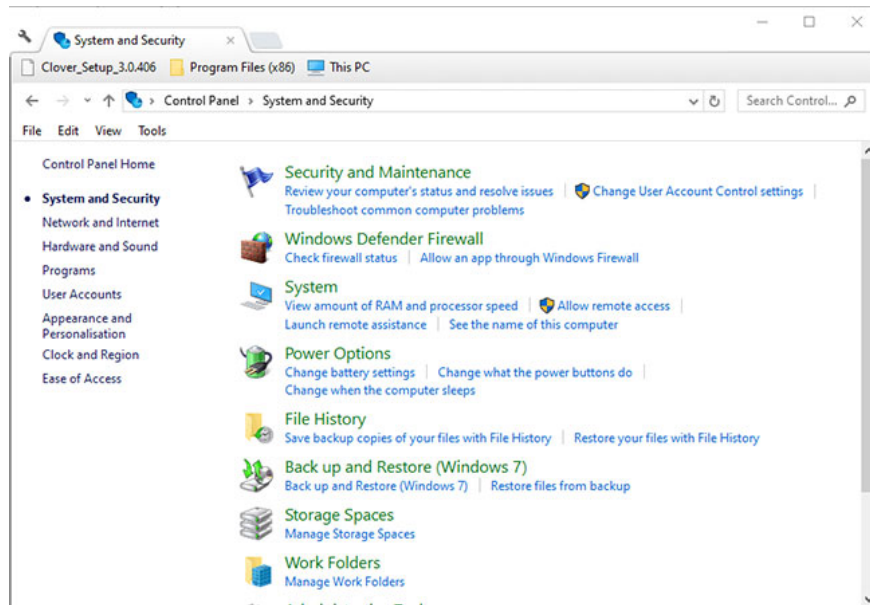 System and Security
Clover_Setup_3.0.406 Program Files (x86) This PC
Control Panel > System and Security Search Control...
File Edit View Tools
Control Panel Home
System and Security
Network and Internet
Hardware and Sound
Programs
User Accounts
Appearance and
Personalisation
Clock and Region
Ease of Access
Security and Maintenance
Review your computer's status and resolve issues Change User Account Control settings
Troubleshoot common computer problems
Windows Defender Firewall
Check firewall status Allow an app through Windows Firewall
System
View amount of RAM and processor speed Allow remote access
Launch remote assistance See the name of this computer
Power Options
Change battery settings Change what the power buttons do
Change when the computer sleeps
File History
Save backup copies of your files with File History Restore your files with File History
Back up and Restore (Windows 7)
Back up and Restore (Windows 7) Restore files from backup
Storage Spaces
Manage Storage Spaces
Work Folders
Manage Work Folders